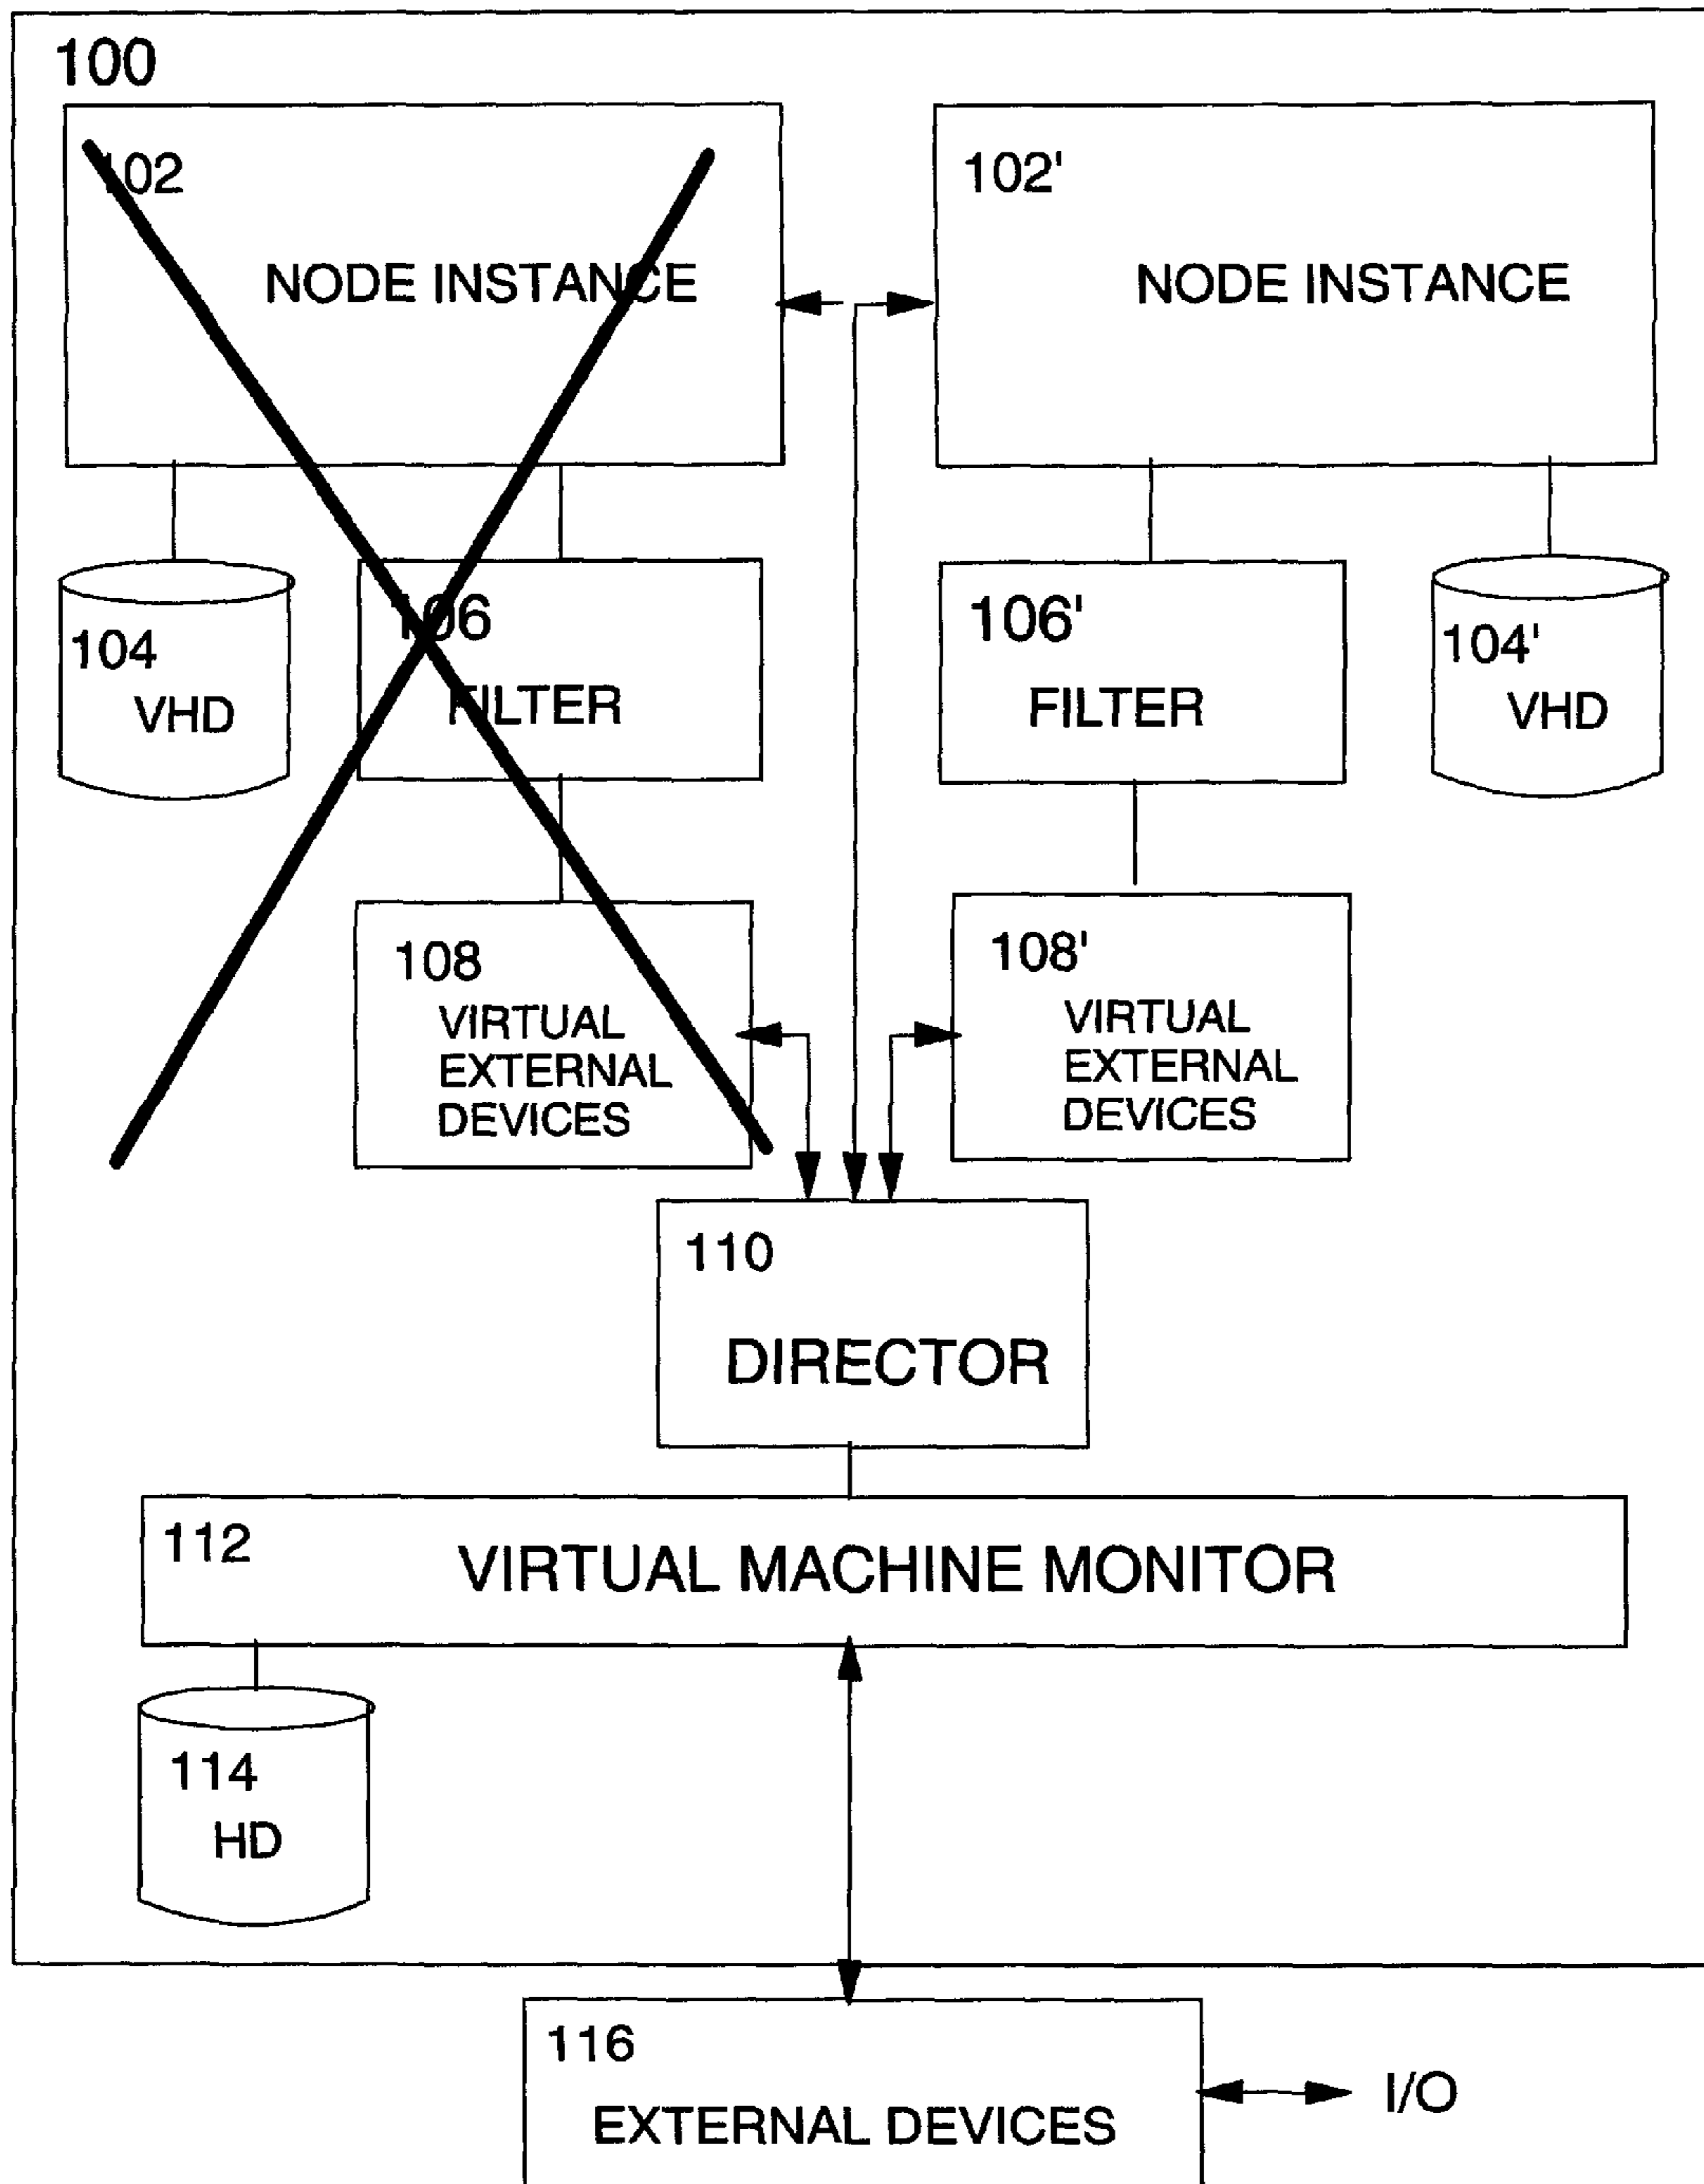 100
102
NODE INSTANCE
102'
NODE INSTANCE
104
VHD
106
FILTER
106'
FILTER
104'
VHD
108
VIRTUAL
EXTERNAL
DEVICES
108'
VIRTUAL
EXTERNAL
DEVICES
110
DIRECTOR
112
VIRTUAL MACHINE MONITOR
114
HD
116
EXTERNAL DEVICES
I/O